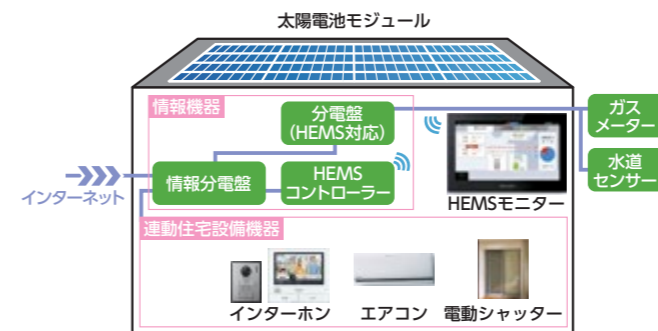 太陽電池モジュール
情報機器
分電盤
(HEMS対応)
ガス
メーター
水道
センサー
インターネット
情報分電盤
HEMS
コントローラー
HEMSモニター
連動住宅設備機器
インターホン
エアコン
電動シャッター